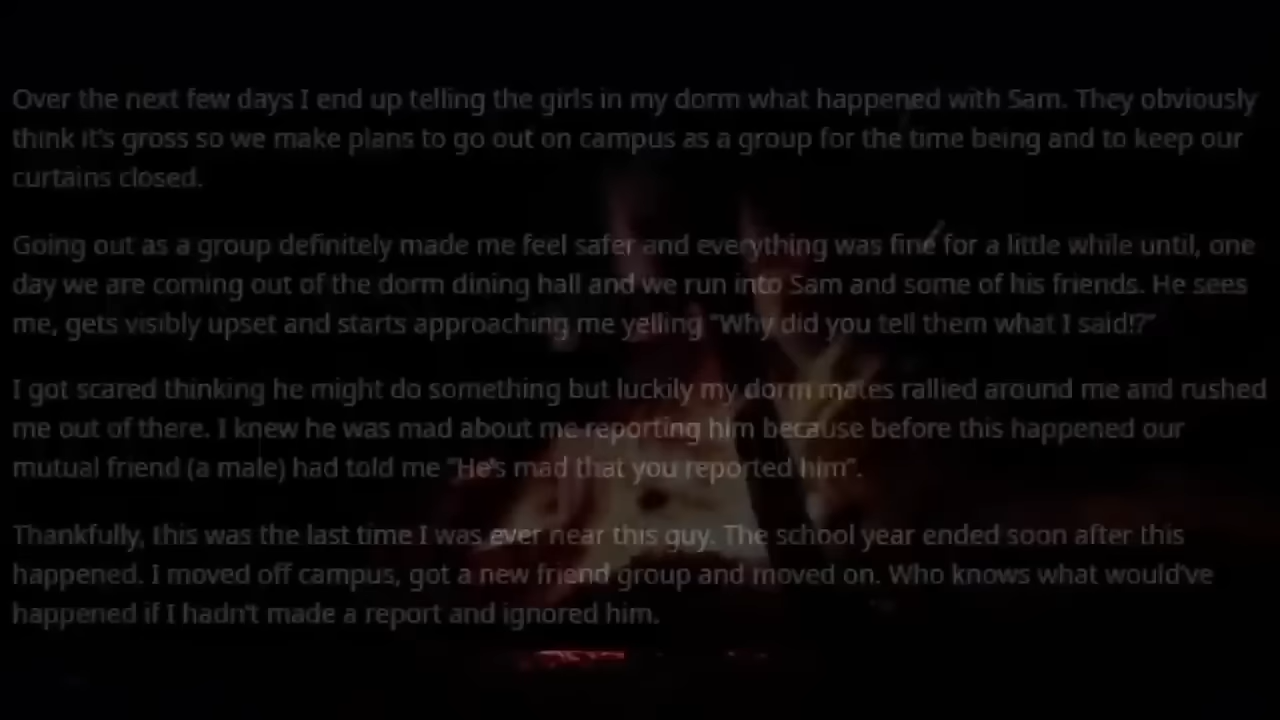 Over the next few days I end up telling the girls in my dorm what happened with Sam. They obviously
think it's gross so we make plans to go out on campus as a group for the time being and to keep our
curtains closed.
Going out as a group definitely made me feel safer and everything was fine for a little while until, one
day we are coming out of the dorm dining hall and we run into Sam and some of his friends. He sees
me, gets visibly upset and starts approaching me yelling "Why did you tell them what I said!?"
I got scared thinking he might do something but luckily my dorm mates rallied around me and rushed
me out of there. I knew he was mad about me reporting him because before this happened our
mutual friend (a male) had told me "He's mad that you reported him".
Thankfully, this was the last time I was ever near this guy. The school year ended soon after this
happened. I moved off campus, got a new friend group and moved on. Who knows what would've
happened if I hadn't made a report and ignored him.